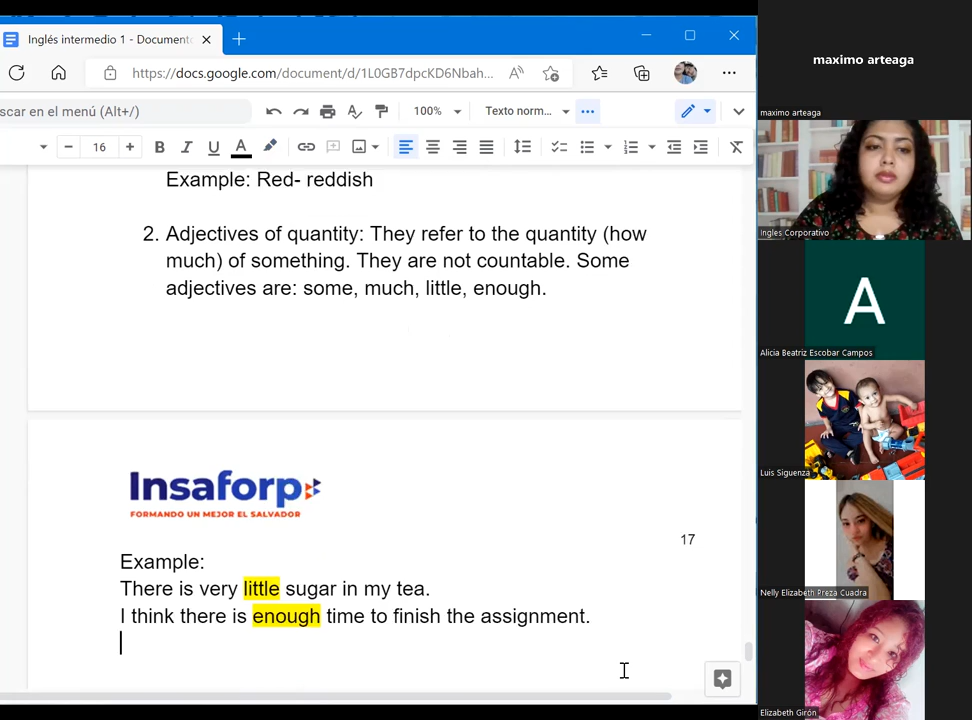 Inglés intermedio 1 - Documento
https://docs.google.com/document/d/1L0GB7dpcKD6Nbah...
scar en el menú (Alt+/)
100%
Texto norm...
16
Example: Red- reddish
2. Adjectives of quantity: They refer to the quantity (how
much) of something. They are not countable. Some
adjectives are: some, much, little, enough.
Insaforp
FORMANDO UN MEJOR EL SALVADOR
17
Example:
There is very little sugar in my tea.
I think there is enough time to finish the assignment.
maximo arteaga
maximo arteaga
Ingles Corporativo
A
Alicia Beatriz Escobar Campos
Luis Siguenza
Nelly Elizabeth Preza Cuadra
Elizabeth Girón